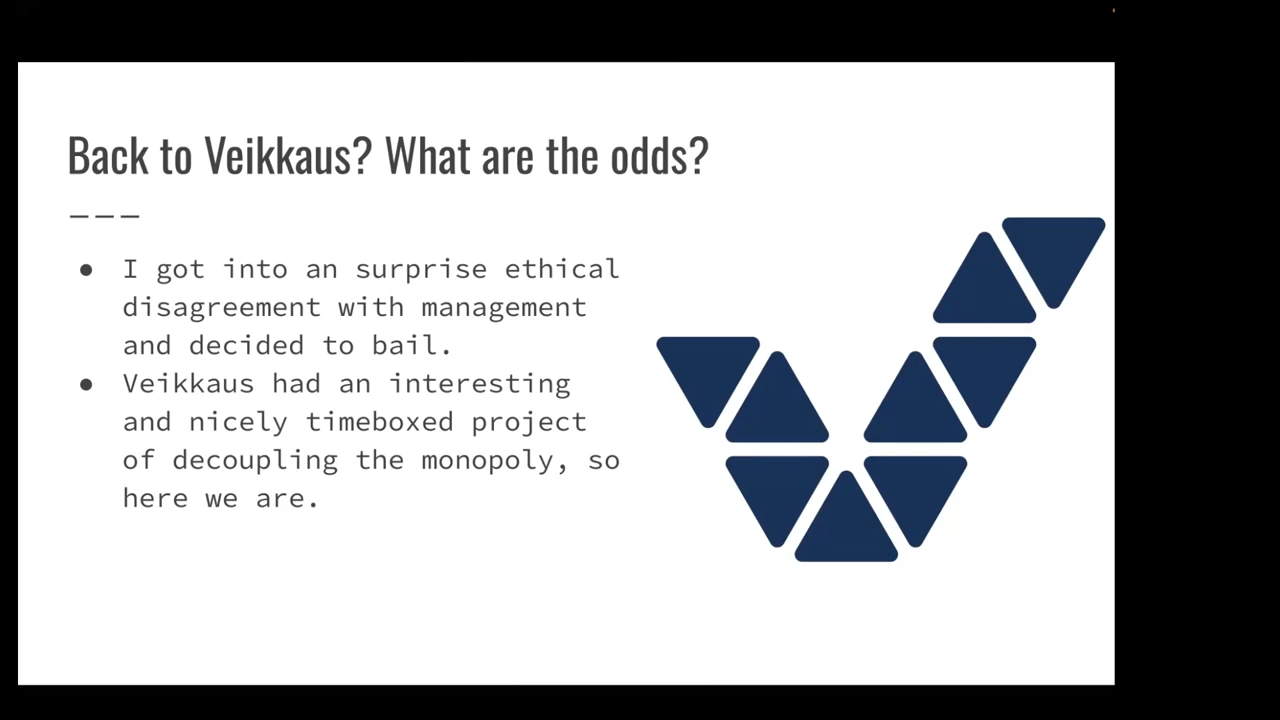 Back to Veikkaus? What are the odds?
———
● I got into an surprise ethical
disagreement with management
and decided to bail.
● Veikkaus had an interesting
and nicely timeboxed project
of decoupling the monopoly, so
here we are.